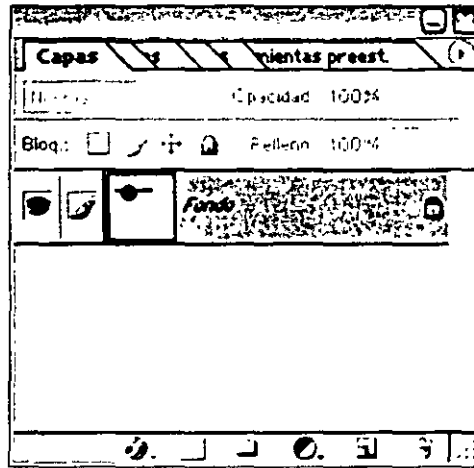 Capas mientas preest.
Opacidad 100%
Bloq.: Relleno 100%
Fondo